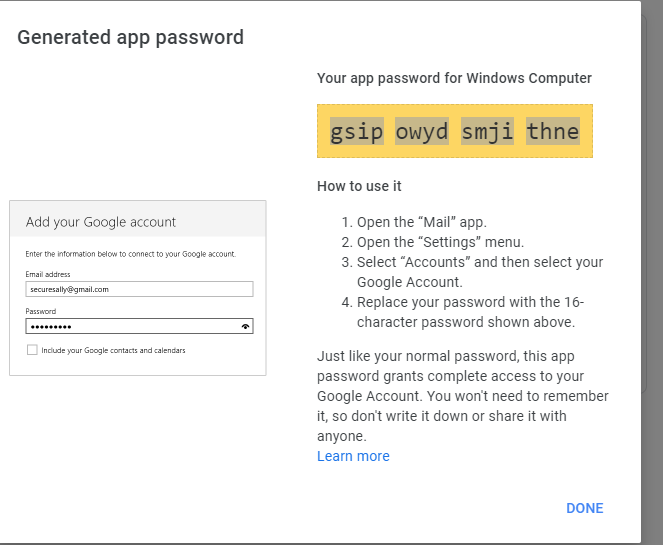 Generated app password
Your app password for Windows Computer
gsip owyd smji thne
How to use it
1. Open the “Mail” app.
2. Open the “Settings” menu.
3. Select “Accounts” and then select your
Google Account.
4. Replace your password with the 16-
character password shown above.
Just like your normal password, this app
password grants complete access to your
Google Account. You won't need to remember
it, so don't write it down or share it with
anyone.
Learn more
DONE
Add your Google account
Enter the information below to connect to your Google account.
Email address
securesally@gmail.com
Password
•••••••••
Include your Google contacts and calendars